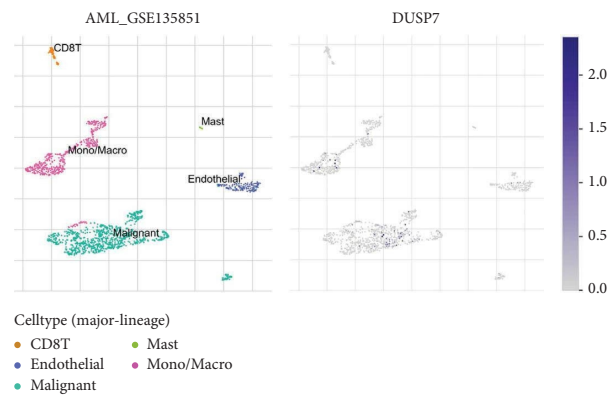 AML_GSE135851
DUSP7
CD8T
Mast
Mono/Macro
Endothelial
Malignant
2.0
1.5
1.0
0.5
0.0
Celltype (major-lineage)
CD8T
Mast
Endothelial
Mono/Macro
Malignant